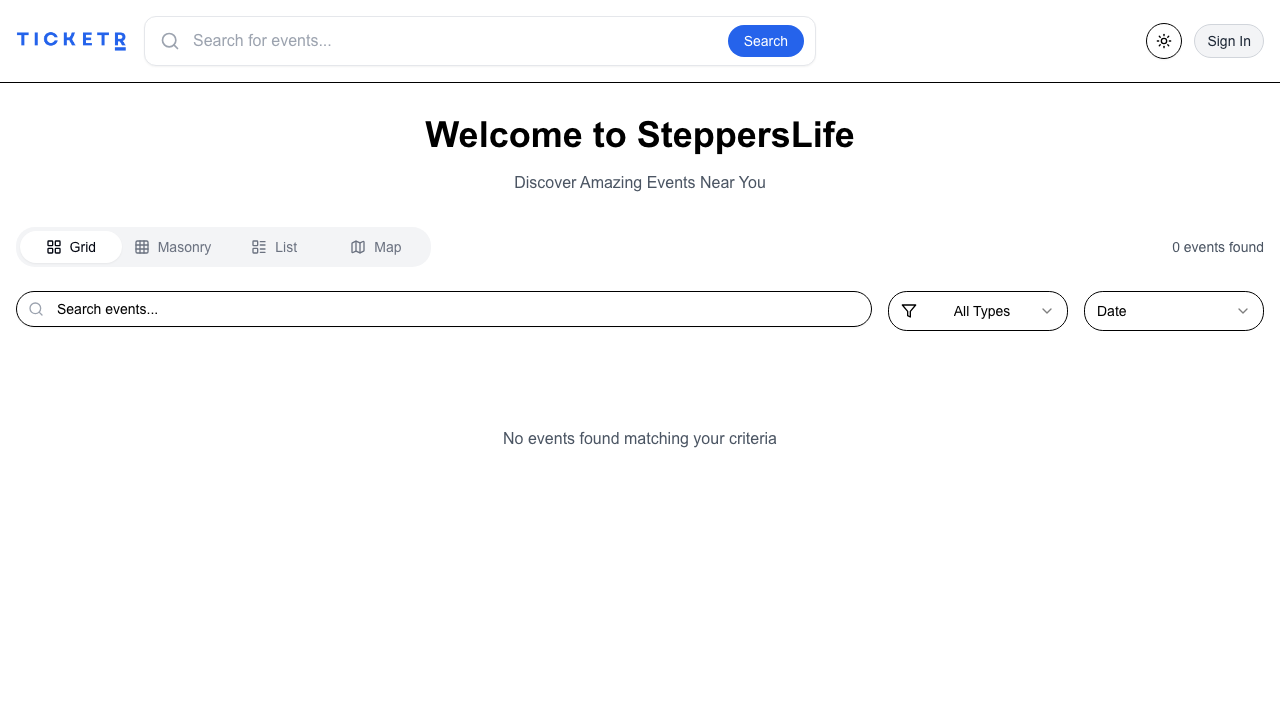 TICKETR
Search for events...
Search
Sign In
Welcome to SteppersLife
Discover Amazing Events Near You
Grid
Masonry
List
Map
0 events found
Search events...
All Types
Date
No events found matching your criteria